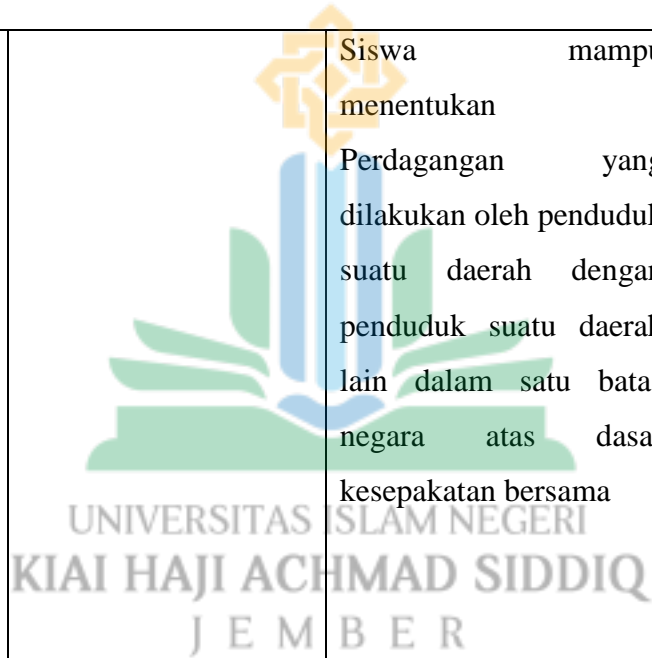 Siswa mampu
menentukan
Perdagangan yang
dilakukan oleh penduduk
suatu daerah dengan
penduduk suatu daerah
lain dalam satu batas
negara atas dasar
kesepakatan bersama
UNIVERSITAS ISLAM NEGERI
KIAI HAJI ACHMAD SIDDIQ
JEMBER